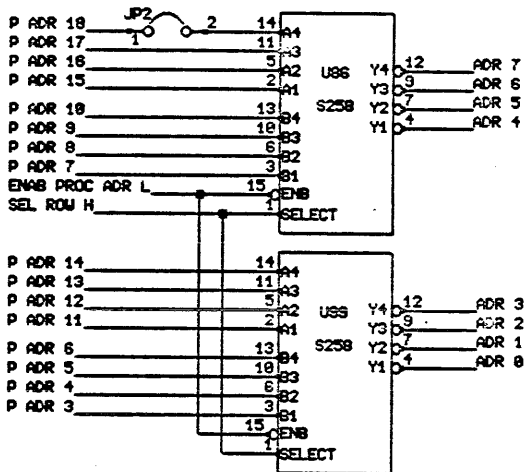 JP2
P ADR 18 1 2 14 A4
P ADR 17 11 A3
P ADR 16 5 A2
P ADR 15 2 A1
P ADR 10 13 B4
P ADR 9 10 B3
P ADR 8 6 B2
P ADR 7 3 B1
ENAB PROC ADR L 15 ENB
SEL ROW H 1 SELECT
U86
S258
Y4 12 ADR 7
Y3 9 ADR 6
Y2 7 ADR 5
Y1 4 ADR 4
P ADR 14 14 A4
P ADR 13 11 A3
P ADR 12 5 A2
P ADR 11 2 A1
P ADR 6 13 B4
P ADR 5 10 B3
P ADR 4 6 B2
P ADR 3 3 B1
15 ENB
1 SELECT
S258
Y4 12 ADR 3
Y3 9 ADR 2
Y2 7 ADR 1
Y1 4 ADR 0